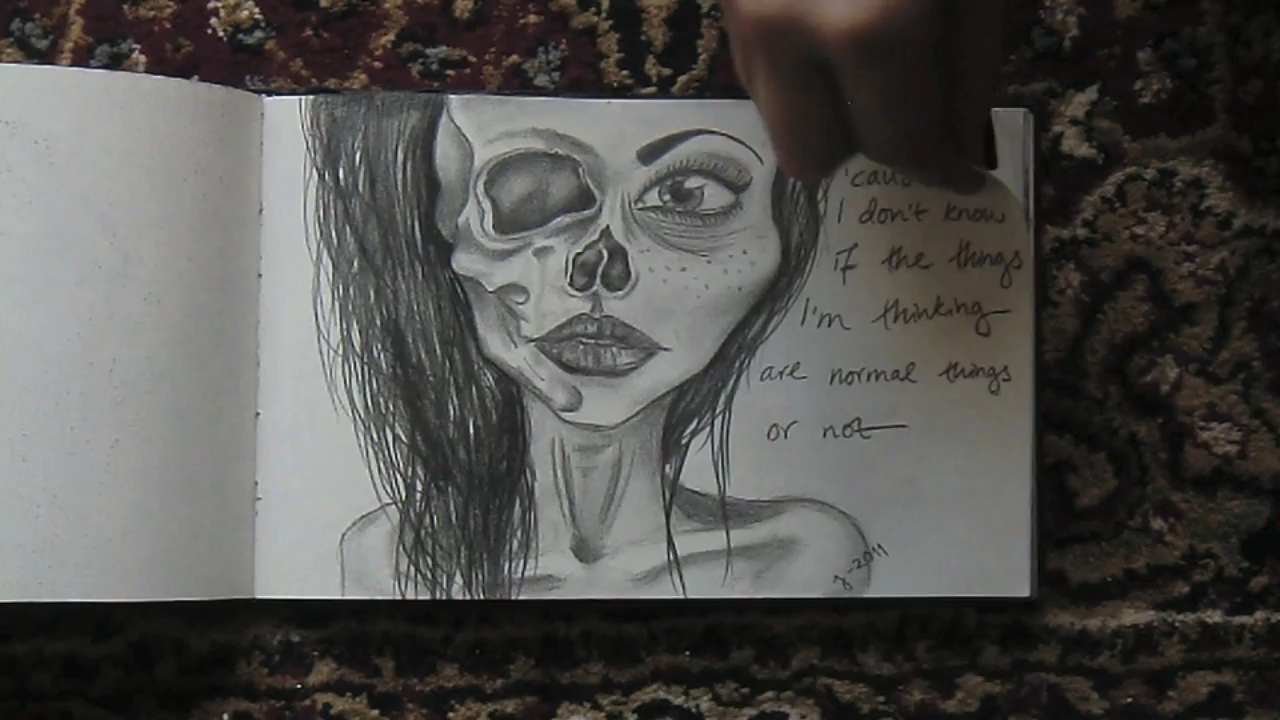 I don't know
if the things
I'm thinking
are normal things
or not
z-2011